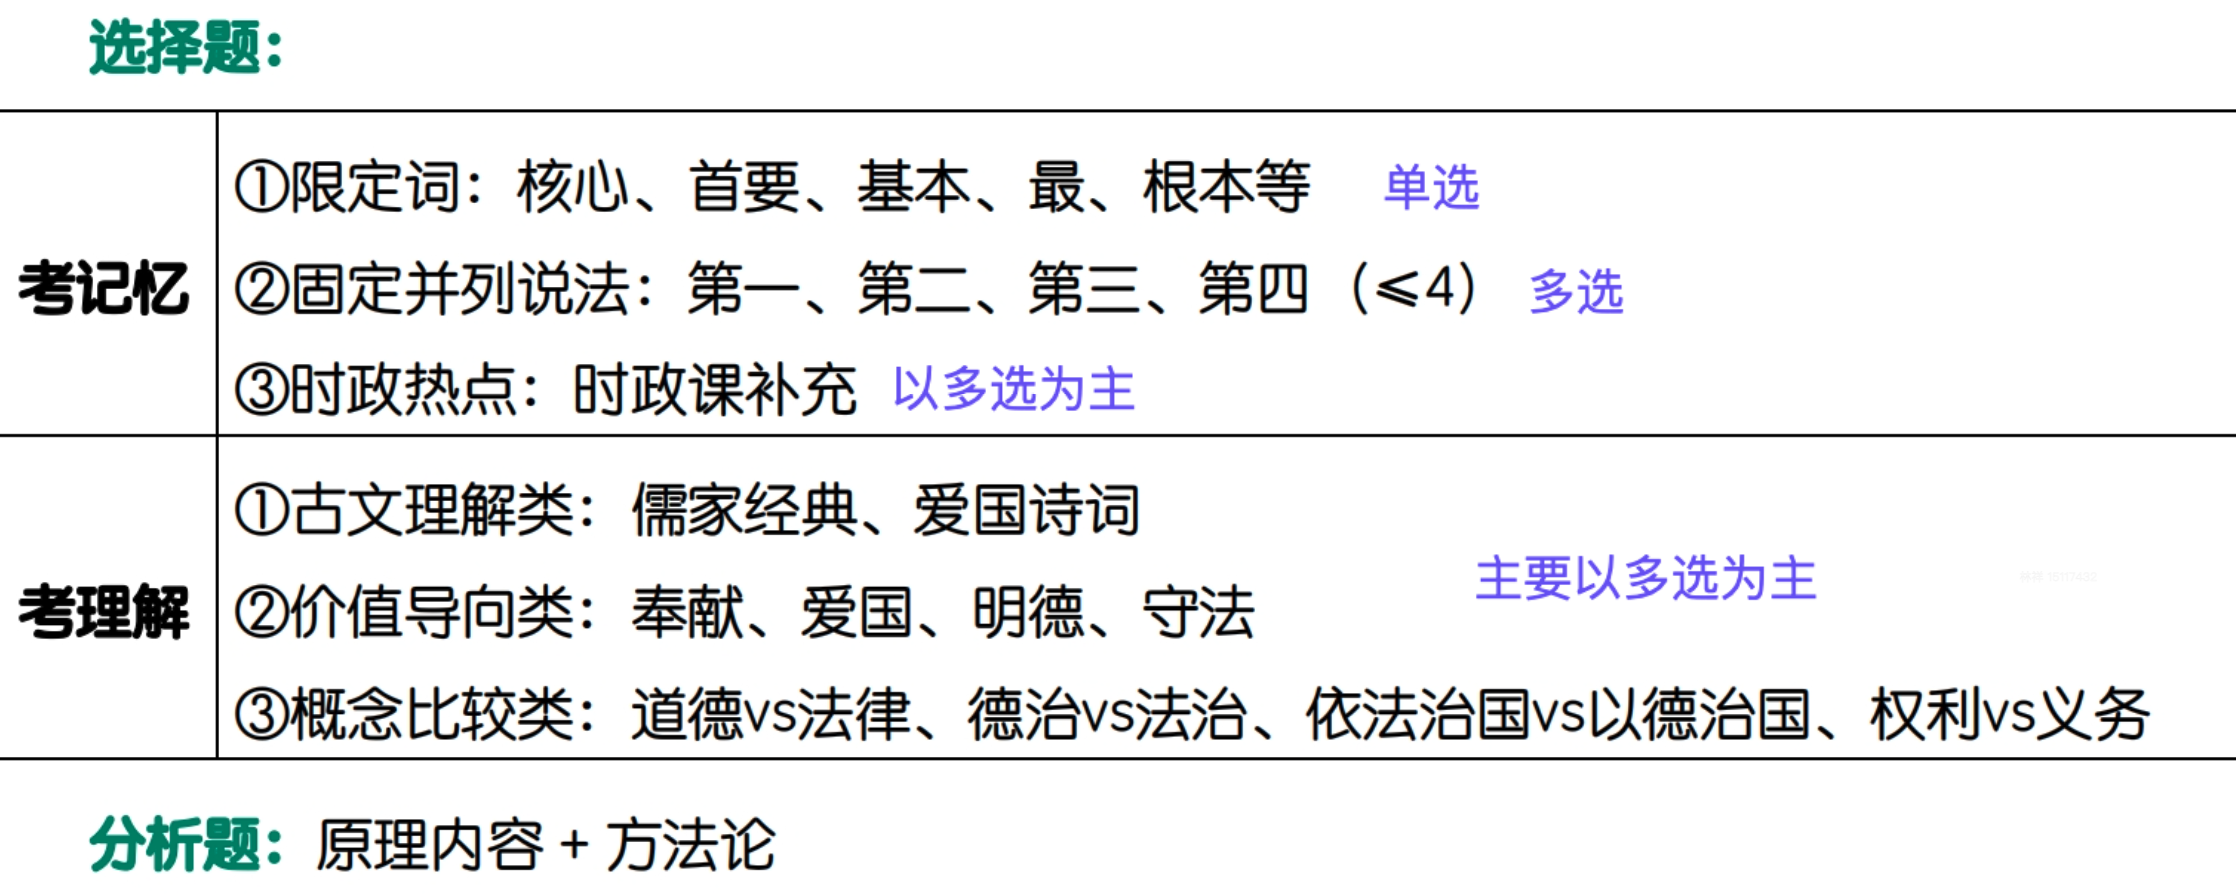 选择题：
考记忆
①限定词：核心、首要、基本、最、根本等 单选
②固定并列说法：第一、第二、第三、第四（≤4） 多选
③时政热点：时政课补充 以多选为主
考理解
①古文理解类：儒家经典、爱国诗词
主要以多选为主
②价值导向类：奉献、爱国、明德、守法
③概念比较类：道德vs法律、德治vs法治、依法治国vs以德治国、权利vs义务
分析题：原理内容 + 方法论